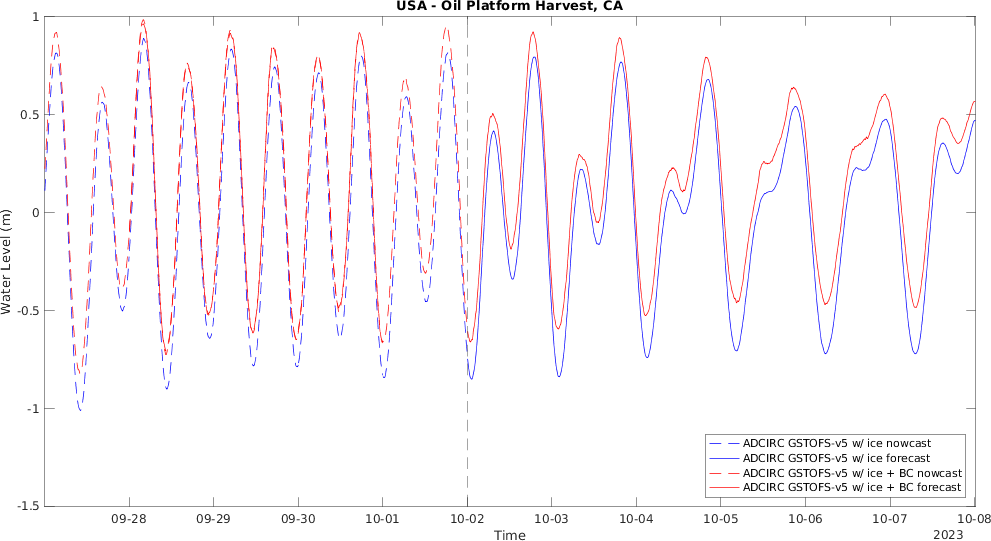 USA - Oil Platform Harvest, CA
1
0.5
0
-0.5
-1
-1.5
Water Level (m)
ADCIRC GSTOFS-v5 w/ ice nowcast
ADCIRC GSTOFS-v5 w/ ice forecast
ADCIRC GSTOFS-v5 w/ ice + BC nowcast
ADCIRC GSTOFS-v5 w/ ice + BC forecast
09-28 09-29 09-30 10-01 10-02 10-03 10-04 10-05 10-06 10-07 10-08
Time
2023